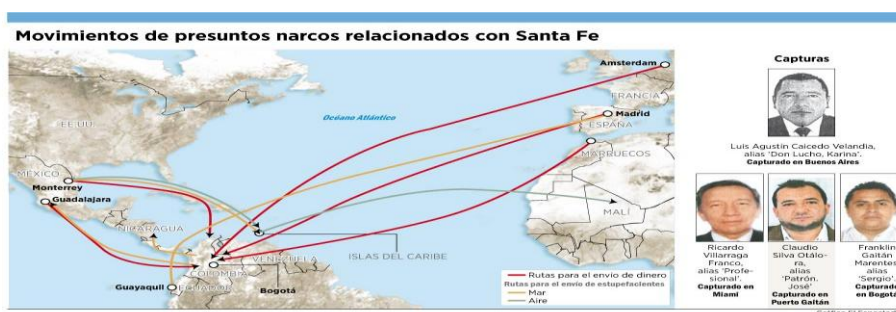 Movimientos de presuntos narcos relacionados con Santa Fe
Amsterdam
FRANCIA
Océano Atlántico
Madrid
ESPAÑA
EE.UU.
MARRUECOS
MÉXICO
Monterrey
Guadalajara
NICARAGUA
MALÍ
VENEZUELA
ISLAS DEL CARIBE
COLOMBIA
Guayaquil
ECUADOR
Bogotá
Rutas para el envio de dinero
Rutas para el envio de estupefacientes
Mar
Aire
Capturas
Luis Agustín Caicedo Velandia,
alias 'Don Lucho, Karina'.
Capturado en Buenos Aires
Ricardo
Villarraga
Franco,
alias 'Profe-
sional'.
Capturado en
Miami
Claudio
Silva Otálo-
ra,
alias
'Patrón,
José'
Capturado en
Puerto Gaitán
Franklin
Gaitán
Marentes
alias
'Sergio'.
Capturado
en Bogotá